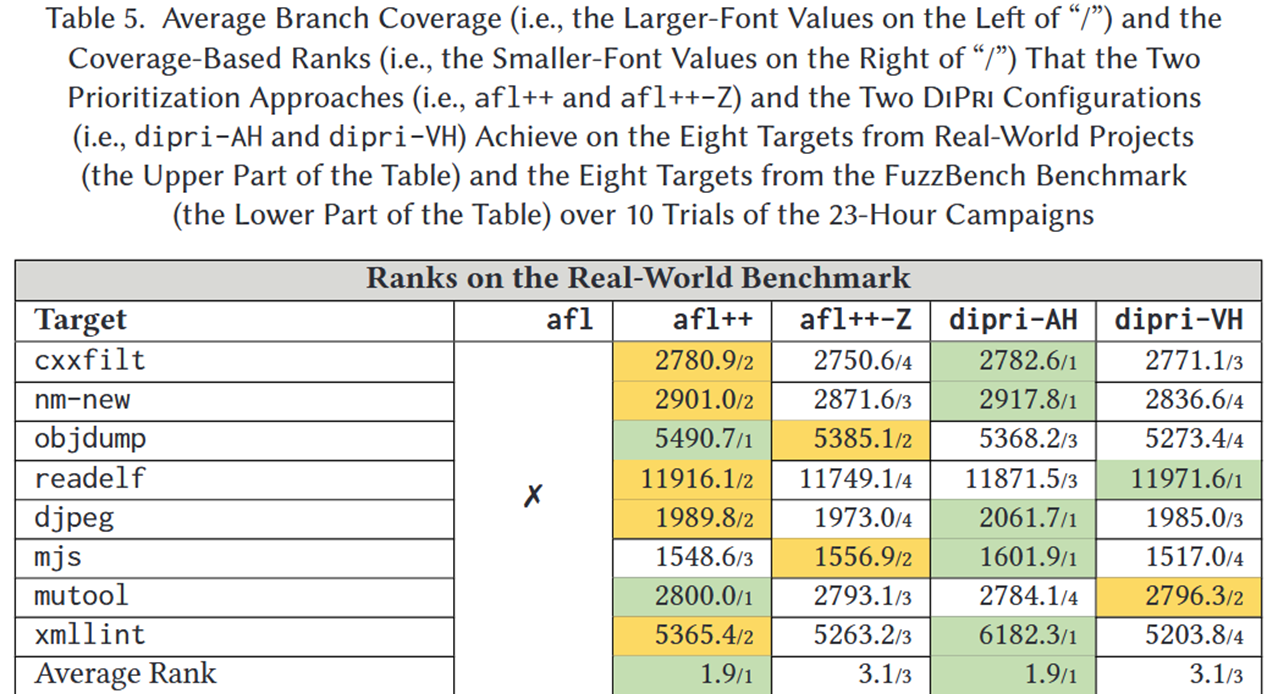 Table 5. Average Branch Coverage (i.e., the Larger-Font Values on the Left of “/”) and the
Coverage-Based Ranks (i.e., the Smaller-Font Values on the Right of “/”) That the Two
Prioritization Approaches (i.e., afl++ and afl++-Z) and the Two DiPri Configurations
(i.e., dipri-AH and dipri-VH) Achieve on the Eight Targets from Real-World Projects
(the Upper Part of the Table) and the Eight Targets from the FuzzBench Benchmark
(the Lower Part of the Table) over 10 Trials of the 23-Hour Campaigns
Ranks on the Real-World Benchmark
Target afl afl++ afl++-Z dipri-AH dipri-VH
cxxfilt 2780.9/2 2750.6/4 2782.6/1 2771.1/3
nm-new 2901.0/2 2871.6/3 2917.8/1 2836.6/4
objdump 5490.7/1 5385.1/2 5368.2/3 5273.4/4
readelf ✗ 11916.1/2 11749.1/4 11871.5/3 11971.6/1
djpeg 1989.8/2 1973.0/4 2061.7/1 1985.0/3
mjs 1548.6/3 1556.9/2 1601.9/1 1517.0/4
mutool 2800.0/1 2793.1/3 2784.1/4 2796.3/2
xmllint 5365.4/2 5263.2/3 6182.3/1 5203.8/4
Average Rank 1.9/1 3.1/3 1.9/1 3.1/3